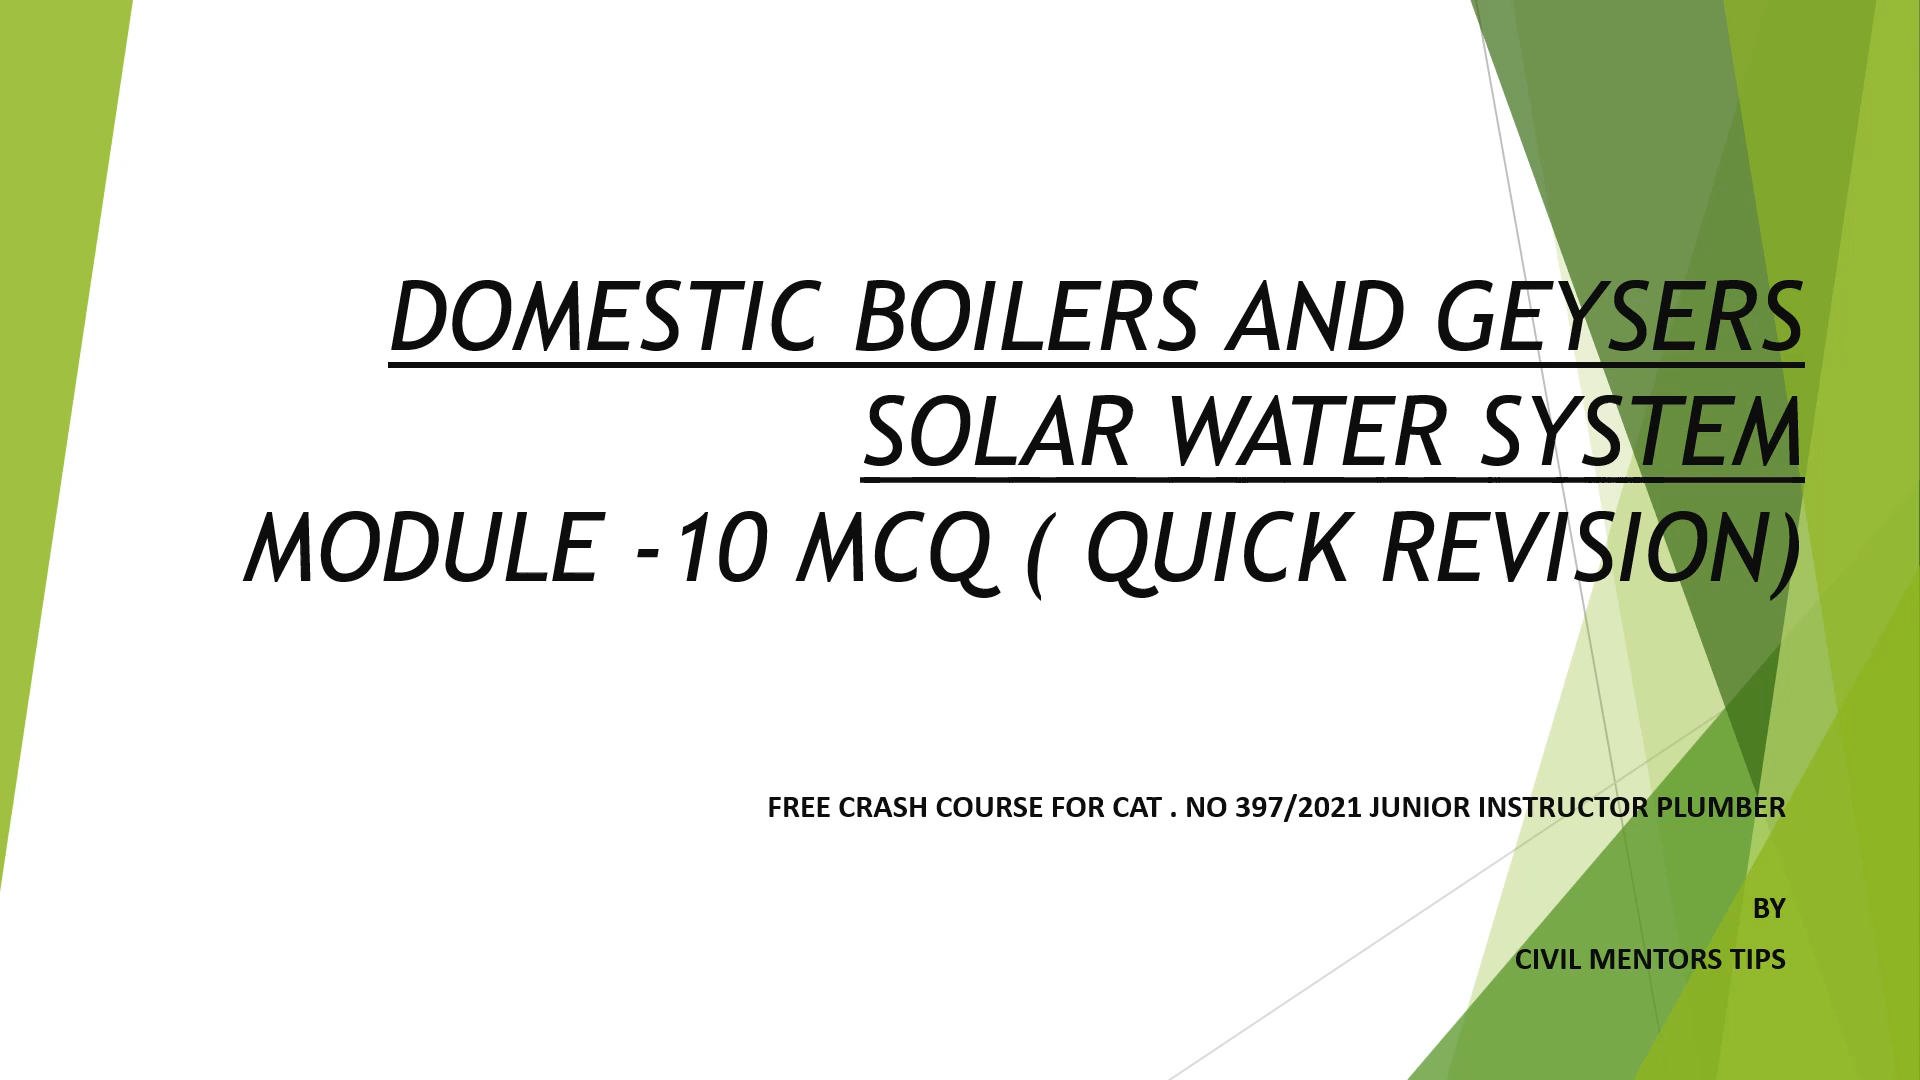 DOMESTIC BOILERS AND GEYSERS
SOLAR WATER SYSTEM
MODULE -10 MCQ ( QUICK REVISION)
FREE CRASH COURSE FOR CAT . NO 397/2021 JUNIOR INSTRUCTOR PLUMBER
BY
CIVIL MENTORS TIPS